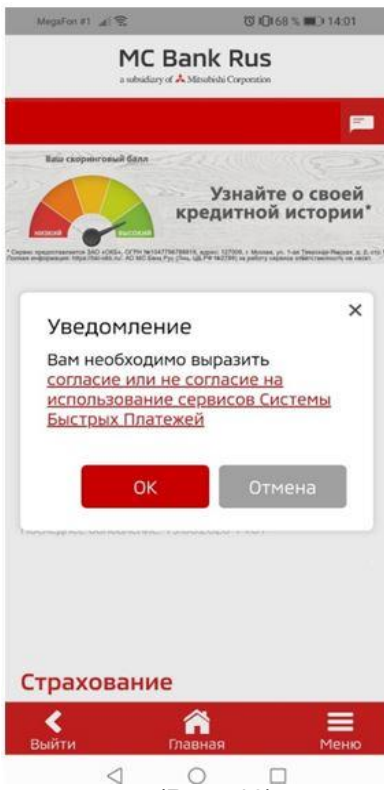 MegaFon #1
68 % 14:01
MC Bank Rus
a subsidiary of Mitsubishi Corporation
Ваш скоринговый балл
НИЗКИЙ
ВЫСОКИЙ
Узнайте о своей
кредитной истории*
Уведомление
Вам необходимо выразить
согласие или не согласие на
использование сервисов Системы
Быстрых Платежей
ОК
Отмена
Страхование
Выйти
Главная
Меню